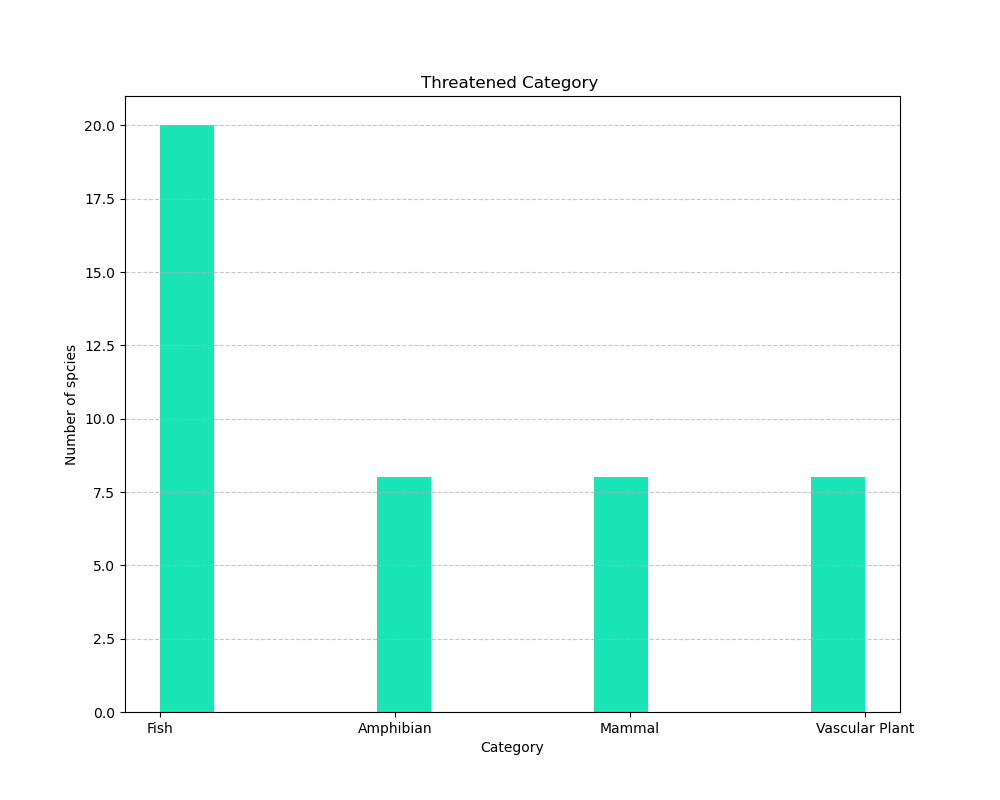 Threatened Category
20.0
17.5
15.0
12.5
10.0
7.5
5.0
2.5
0.0
Number of spcies
Fish Amphibian Mammal Vascular Plant
Category